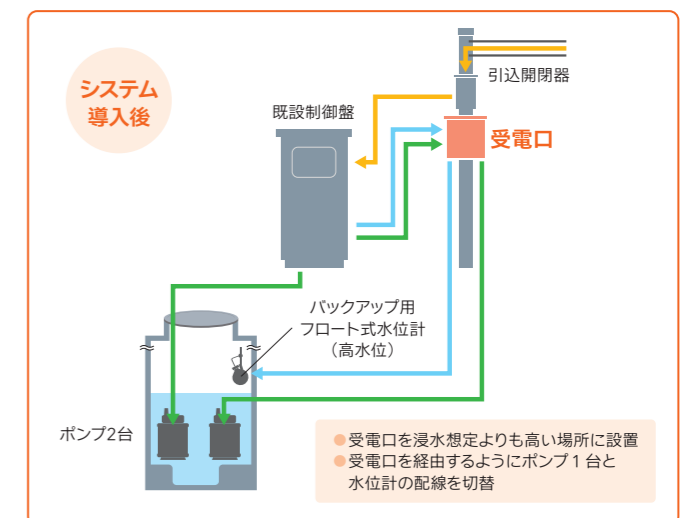 システム
導入後
引込開閉器
既設制御盤
受電口
バックアップ用
フロート式水位計
（高水位）
ポンプ2台
●受電口を浸水想定よりも高い場所に設置
●受電口を経由するようにポンプ1台と
水位計の配線を切替